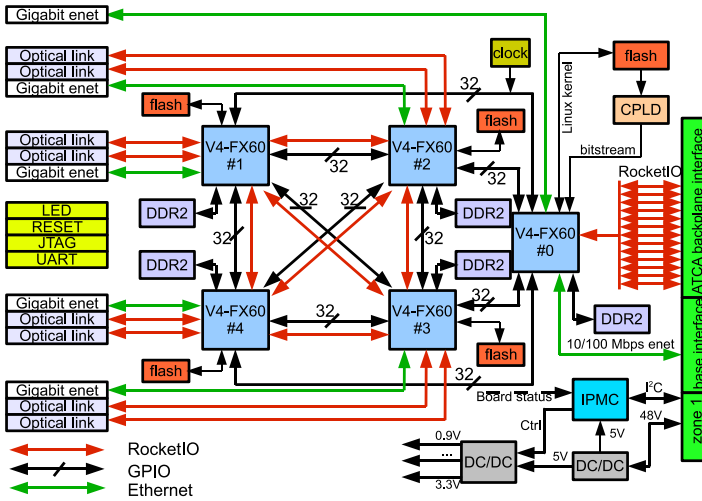 Gigabit enet
Optical link
Optical link
Gigabit enet
Optical link
Optical link
Gigabit enet
LED
RESET
JTAG
UART
Gigabit enet
Optical link
Optical link
Gigabit enet
Optical link
Optical link
RocketIO
GPIO
Ethernet
flash
V4-FX60
#1
32
V4-FX60
#2
flash
32
clock
32
flash
Linux kernel
CPLD
bitstream
RocketIO
ATCA backplane interface
DDR2
32
32
32
DDR2
32
V4-FX60
#0
DDR2
32
DDR2
V4-FX60
#4
32
V4-FX60
#3
32
DDR2
10/100 Mbps enet
base interface
flash
flash
32
Board status
IPMC
I²C
zone 1
Ctrl
5V
48V
0.9V
...
3.3V
DC/DC
5V
DC/DC